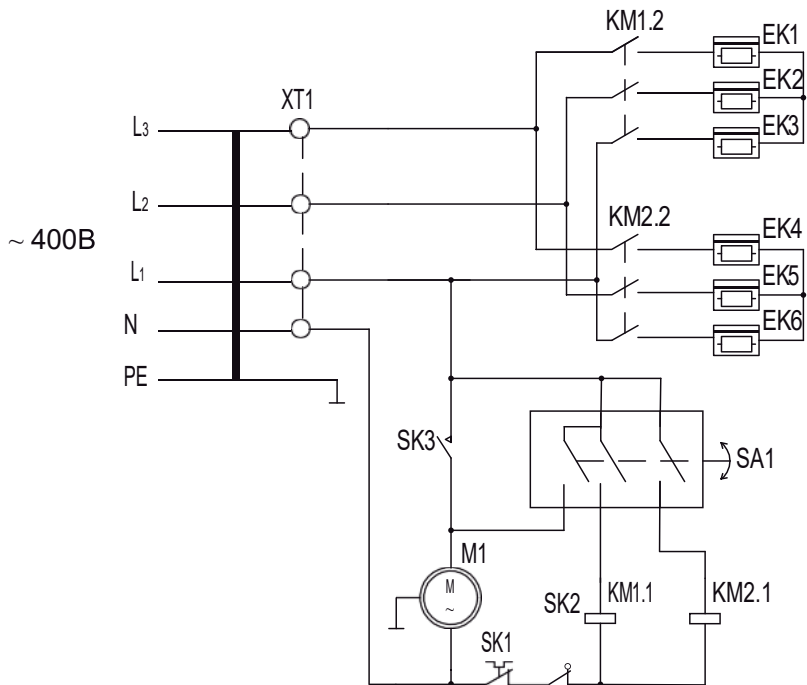 KM1.2
EK1
EK2
EK3
XT1
L3
L2
~ 400В
L1
N
PE
KM2.2
EK4
EK5
EK6
SK3
SA1
M1
M
~
SK2
KM1.1
KM2.1
SK1